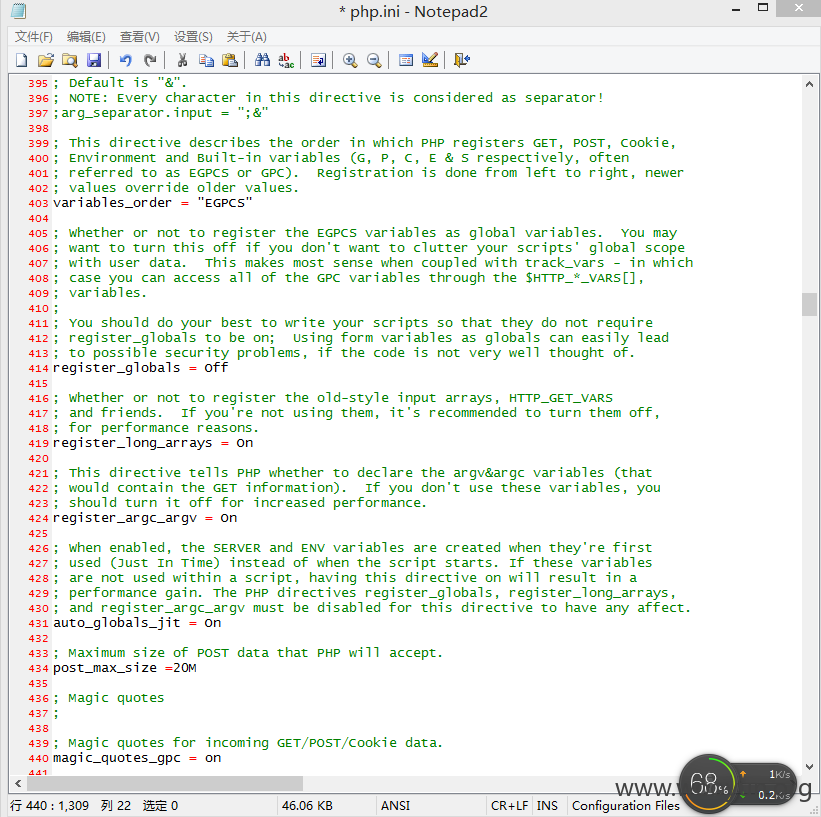 * php.ini - Notepad2
文件(F) 编辑(E) 查看(V) 设置(S) 关于(A)
395 ; Default is "&".
396 ; NOTE: Every character in this directive is considered as separator!
397 ;arg_separator.input = ";&"
398
399 ; This directive describes the order in which PHP registers GET, POST, Cookie,
400 ; Environment and Built-in variables (G, P, C, E & S respectively, often
401 ; referred to as EGPCS or GPC).  Registration is done from left to right, newer
402 ; values override older values.
403 variables_order = "EGPCS"
404
405 ; Whether or not to register the EGPCS variables as global variables.  You may
406 ; want to turn this off if you don't want to clutter your scripts' global scope
407 ; with user data.  This makes most sense when coupled with track_vars - in which
408 ; case you can access all of the GPC variables through the $HTTP_*_VARS[],
409 ; variables.
410 ;
411 ; You should do your best to write your scripts so that they do not require
412 ; register_globals to be on;  Using form variables as globals can easily lead
413 ; to possible security problems, if the code is not very well thought of.
414 register_globals = Off
415
416 ; Whether or not to register the old-style input arrays, HTTP_GET_VARS
417 ; and friends.  If you're not using them, it's recommended to turn them off,
418 ; for performance reasons.
419 register_long_arrays = On
420
421 ; This directive tells PHP whether to declare the argv&argc variables (that
422 ; would contain the GET information).  If you don't use these variables, you
423 ; should turn it off for increased performance.
424 register_argc_argv = On
425
426 ; When enabled, the SERVER and ENV variables are created when they're first
427 ; used (Just In Time) instead of when the script starts. If these variables
428 ; are not used within a script, having this directive on will result in a
429 ; performance gain. The PHP directives register_globals, register_long_arrays,
430 ; and register_argc_argv must be disabled for this directive to have any affect.
431 auto_globals_jit = On
432
433 ; Maximum size of POST data that PHP will accept.
434 post_max_size =20M
435
436 ; Magic quotes
437 ;
438
439 ; Magic quotes for incoming GET/POST/Cookie data.
440 magic_quotes_gpc = on
441
68% 1K/s
0.2K/s
行 440 : 1,309 列 22 选定 0 46.06 KB ANSI CR+LF INS Configuration Files